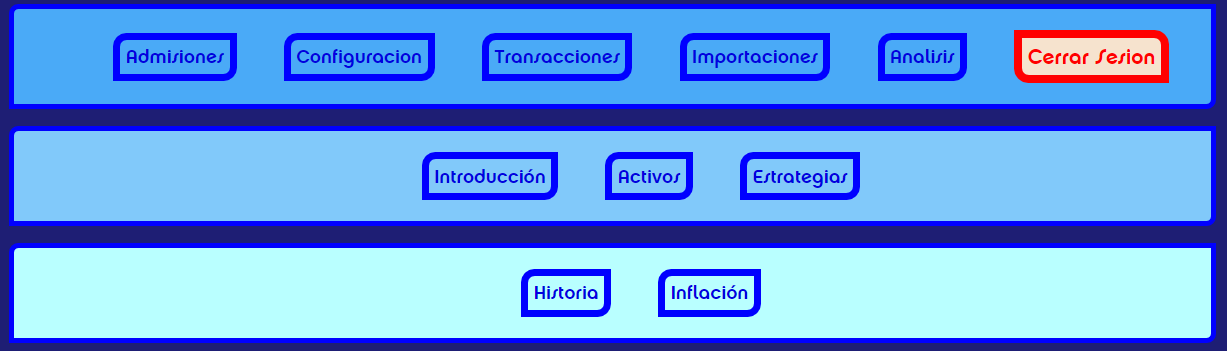 Admisiones Configuracion Transacciones Importaciones Analisis Cerrar Sesion
Introducción Activos Estrategias
Historia Inflación